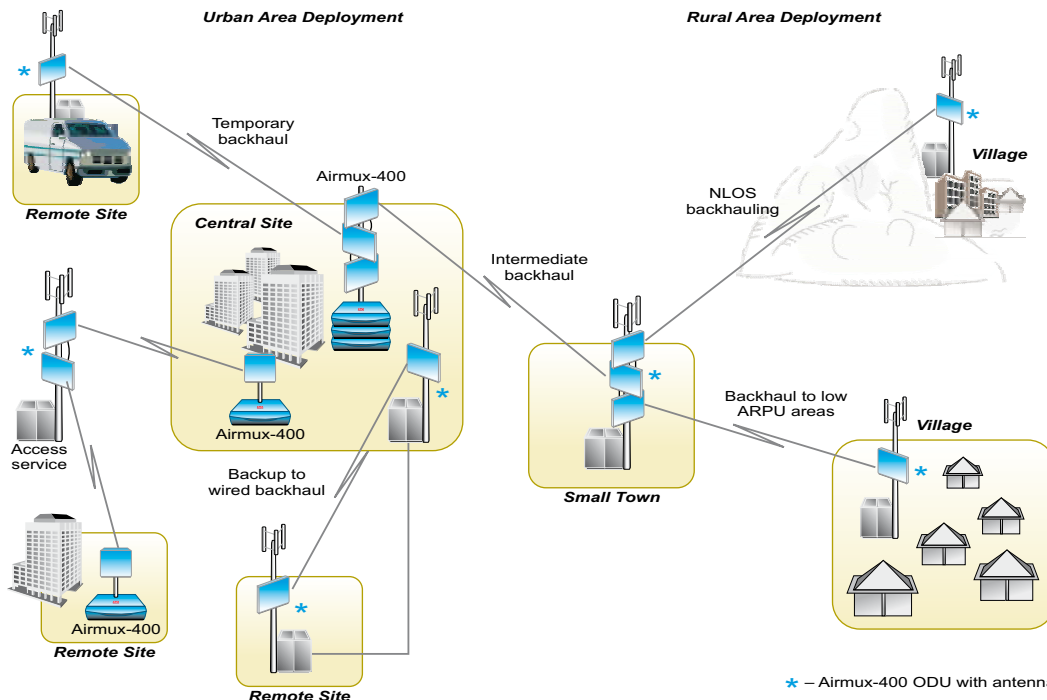 Urban Area Deployment
Rural Area Deployment
Temporary
backhaul
Remote Site
Airmux-400
Central Site
Village
NLOS
backhauling
Intermediate
backhaul
Airmux-400
Access
service
Backup to
wired backhaul
Backhaul to low
ARPU areas
Small Town
Village
Airmux-400
Remote Site
Remote Site
* – Airmux-400 ODU with antenna